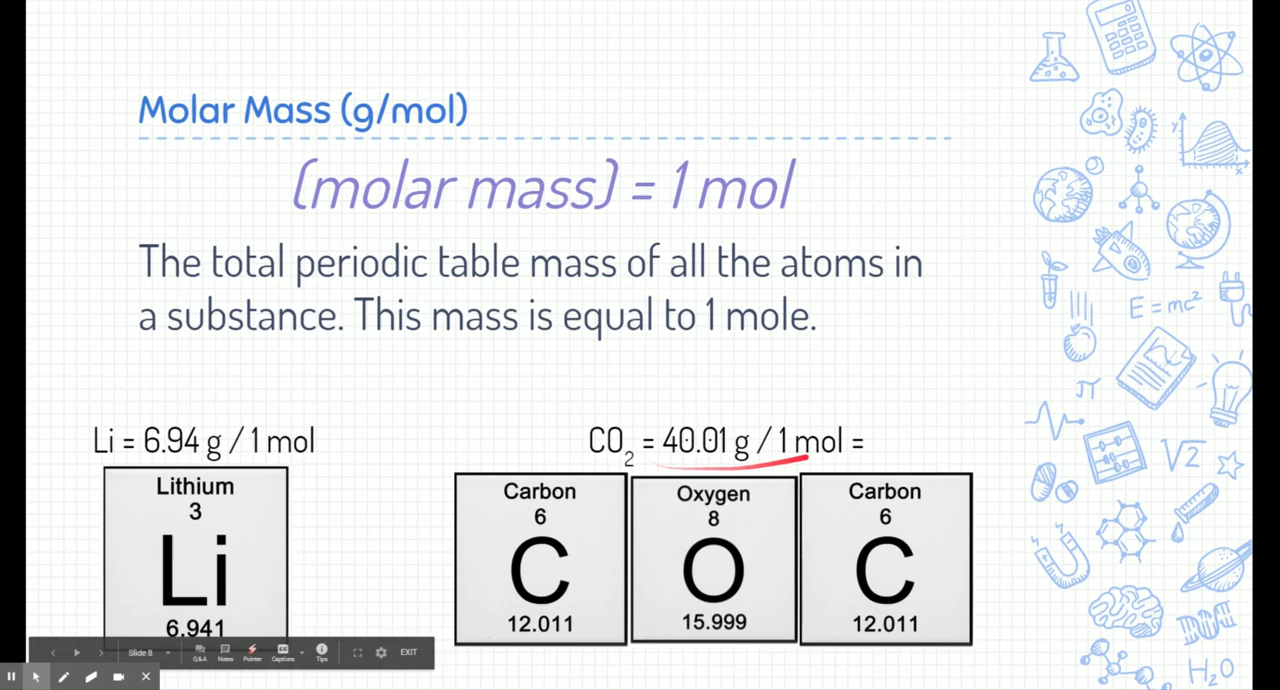 Molar Mass (g/mol)
(molar mass) = 1 mol
The total periodic table mass of all the atoms in
a substance. This mass is equal to 1 mole.
Li = 6.94 g / 1 mol
CO₂ = 40.01 g / 1 mol =
Lithium
3
Li
6.941
Carbon
6
C
12.011
Oxygen
8
O
15.999
Carbon
6
C
12.011
y
x
E = mc²
π
√2
H₂O
Slide 8
Q&A
Notes
Pointer
Captions
Tips
EXIT